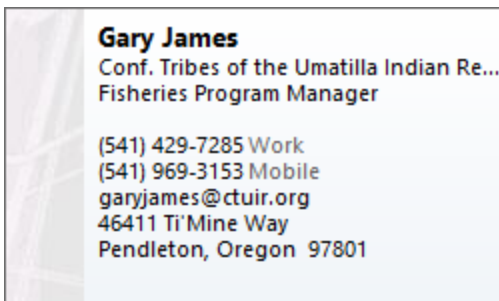 Gary James
Conf. Tribes of the Umatilla Indian Re...
Fisheries Program Manager
(541) 429-7285 Work
(541) 969-3153 Mobile
garyjames@ctuir.org
46411 Ti'Mine Way
Pendleton, Oregon  97801